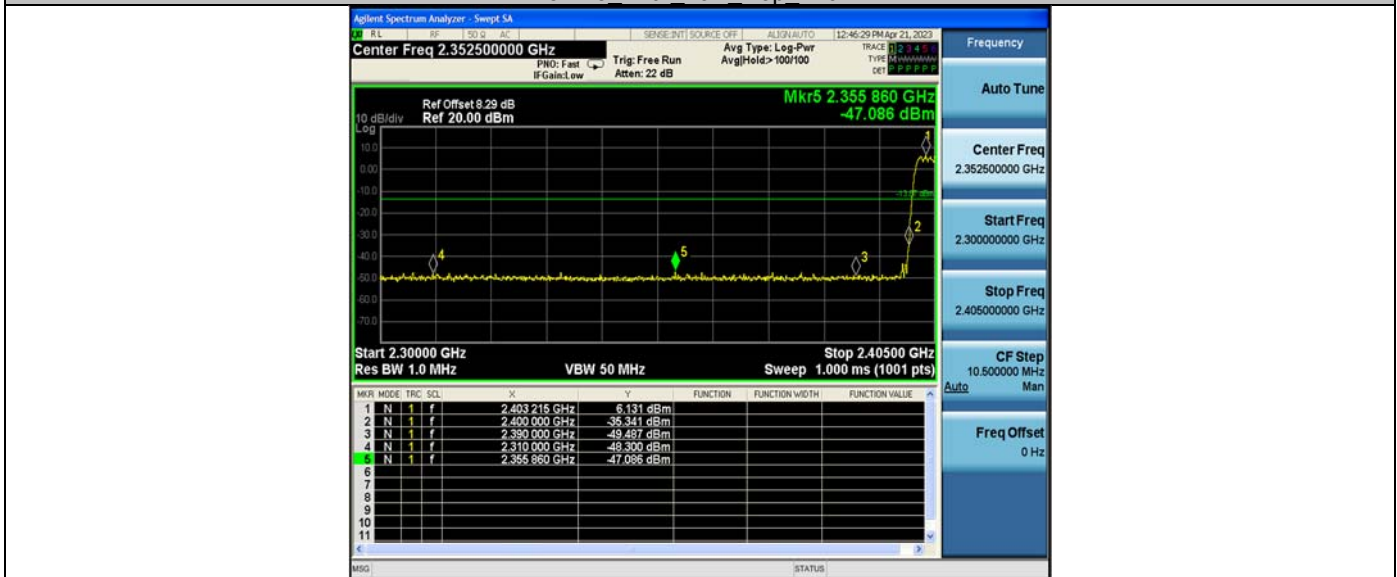 Agilent Spectrum Analyzer - Swept SA
RL RF 50 Ω AC SENSE:INT SOURCE OFF ALIGNAUTO 12:46:29 PM Apr 21, 2023
Center Freq 2.352500000 GHz
PNO: Fast
IFGain:Low
Trig: Free Run
Atten: 22 dB
Avg Type: Log-Pwr
Avg|Hold:>100/100
TRACE 1 2 3 4 5 6
TYPE M
DET P P P P P P
Ref Offset 8.29 dB
10 dB/div Ref 20.00 dBm
Log
Mkr5 2.355 860 GHz
-47.086 dBm
10.0
0.00
-10.0
-20.0
-30.0
-40.0
-50.0
-60.0
-70.0
1
2
4
5
3
Start 2.30000 GHz Stop 2.40500 GHz
Res BW 1.0 MHz VBW 50 MHz Sweep 1.000 ms (1001 pts)
MKR MODE TRC SCL X Y FUNCTION FUNCTION WIDTH FUNCTION VALUE
1 N 1 f 2.403 215 GHz 6.131 dBm
2 N 1 f 2.400 000 GHz -35.341 dBm
3 N 1 f 2.390 000 GHz -49.487 dBm
4 N 1 f 2.310 000 GHz -48.300 dBm
5 N 1 f 2.355 860 GHz -47.086 dBm
6
7
8
9
10
11
MSG STATUS
Frequency
Auto Tune
Center Freq
2.352500000 GHz
Start Freq
2.300000000 GHz
Stop Freq
2.405000000 GHz
CF Step
10.500000 MHz
Auto Man
Freq Offset
0 Hz